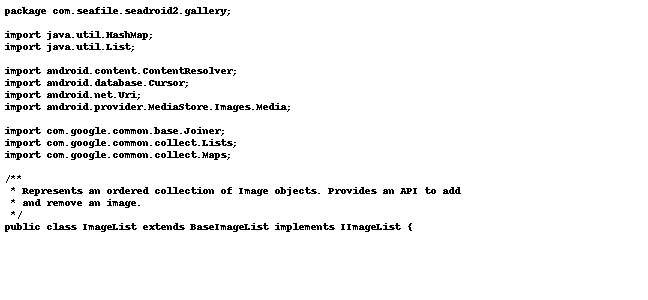 package com.seafile.seadroid2.gallery;

import java.util.HashMap;
import java.util.List;

import android.content.ContentResolver;
import android.database.Cursor;
import android.net.Uri;
import android.provider.MediaStore.Images.Media;

import com.google.common.base.Joiner;
import com.google.common.collect.Lists;
import com.google.common.collect.Maps;

/**
 * Represents an ordered collection of Image objects. Provides an API to add
 * and remove an image.
 */
public class ImageList extends BaseImageList implements IImageList {